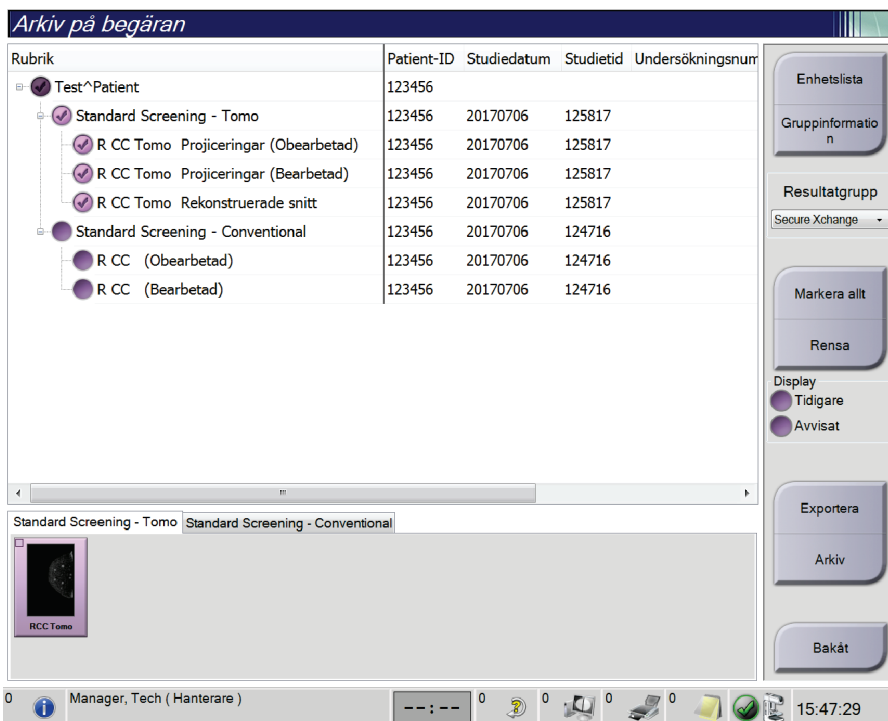 Arkiv på begäran
Rubrik Patient-ID Studiedatum Studietid Undersökningsnum
Test^Patient 123456
Standard Screening - Tomo 123456 20170706 125817
R CC Tomo Projiceringar (Obearbetad) 123456 20170706 125817
R CC Tomo Projiceringar (Bearbetad) 123456 20170706 125817
R CC Tomo Rekonstruerade snitt 123456 20170706 125817
Standard Screening - Conventional 123456 20170706 124716
R CC (Obearbetad) 123456 20170706 124716
R CC (Bearbetad) 123456 20170706 124716
Enhetslista
Gruppinformatio
n
Resultatgrupp
Secure Xchange
Markera allt
Rensa
Display
Tidigare
Avvisat
Exportera
Arkiv
Bakåt
Standard Screening - Tomo Standard Screening - Conventional
RCC Tomo
0 Manager, Tech ( Hanterare ) --:-- 0 0 0 0 15:47:29